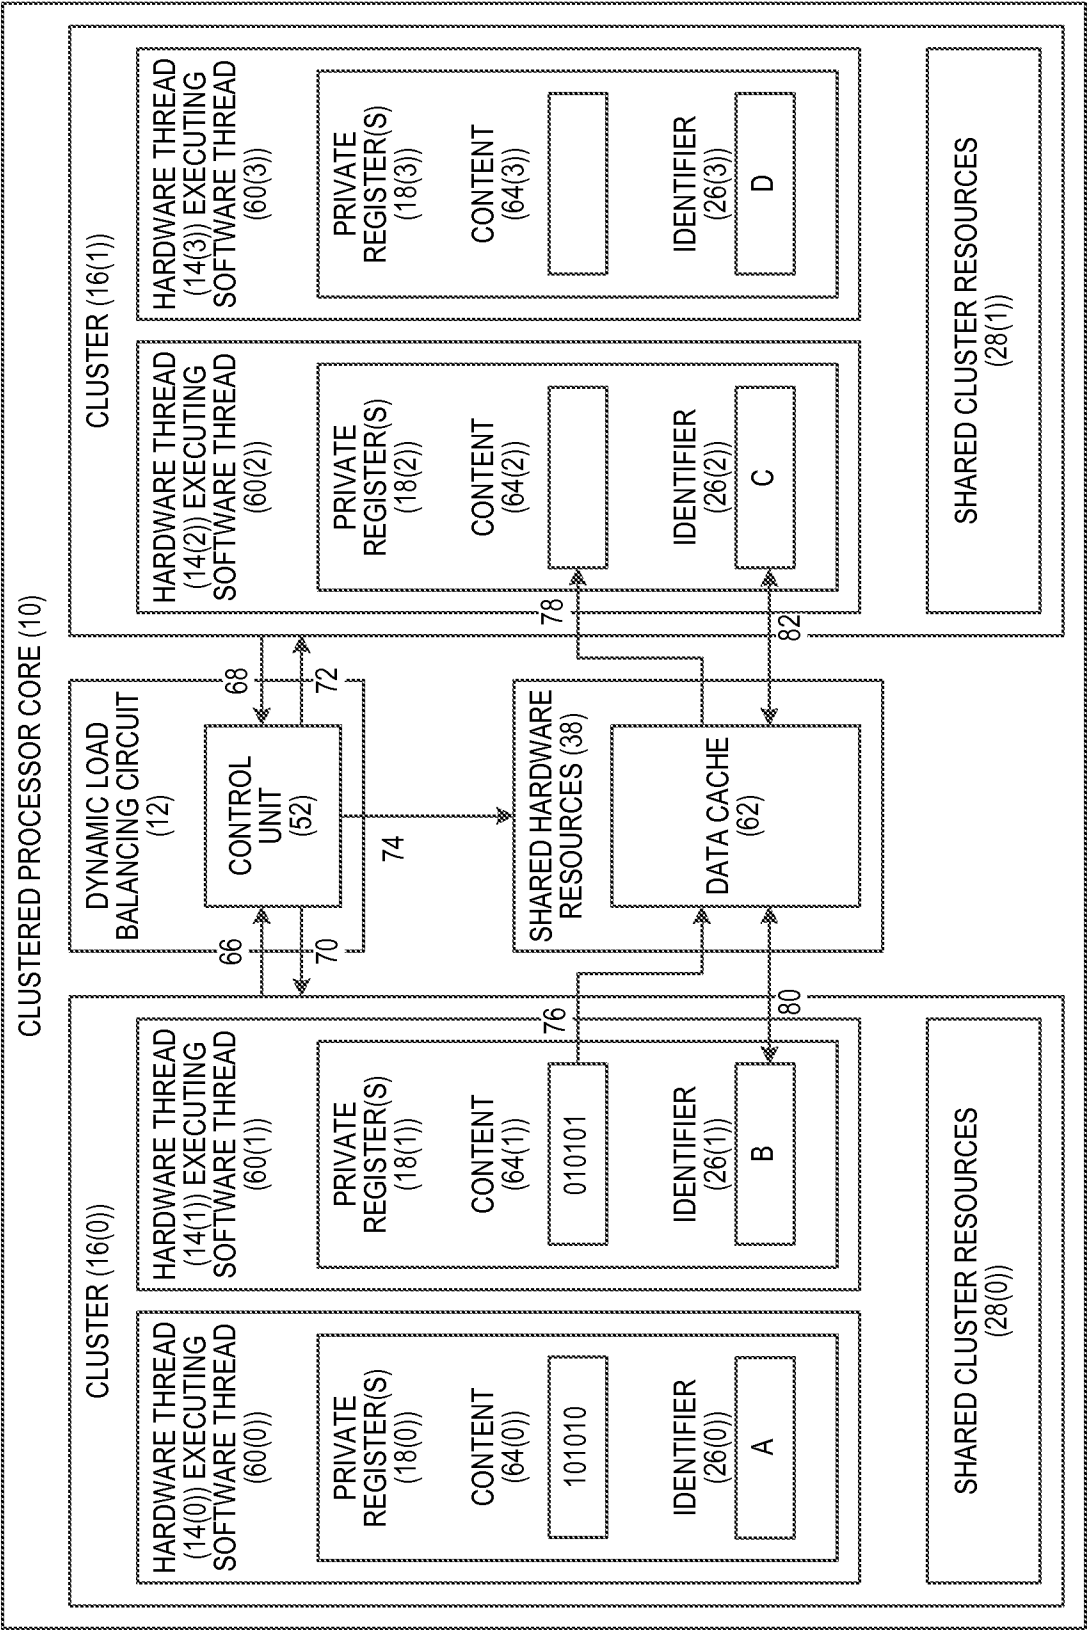 CLUSTERED PROCESSOR CORE (10)
CLUSTER (16(0))
HARDWARE THREAD
(14(0)) EXECUTING
SOFTWARE THREAD
(60(0))
PRIVATE
REGISTER(S)
(18(0))
CONTENT
(64(0))
101010
IDENTIFIER
(26(0))
A
HARDWARE THREAD
(14(1)) EXECUTING
SOFTWARE THREAD
(60(1))
PRIVATE
REGISTER(S)
(18(1))
CONTENT
(64(1))
010101
IDENTIFIER
(26(1))
B
SHARED CLUSTER RESOURCES
(28(0))
DYNAMIC LOAD
BALANCING CIRCUIT
(12)
CONTROL
UNIT
(52)
66
68
70
72
74
SHARED HARDWARE
RESOURCES (38)
DATA CACHE
(62)
76
78
80
82
CLUSTER (16(1))
HARDWARE THREAD
(14(2)) EXECUTING
SOFTWARE THREAD
(60(2))
PRIVATE
REGISTER(S)
(18(2))
CONTENT
(64(2))
IDENTIFIER
(26(2))
C
HARDWARE THREAD
(14(3)) EXECUTING
SOFTWARE THREAD
(60(3))
PRIVATE
REGISTER(S)
(18(3))
CONTENT
(64(3))
IDENTIFIER
(26(3))
D
SHARED CLUSTER RESOURCES
(28(1))